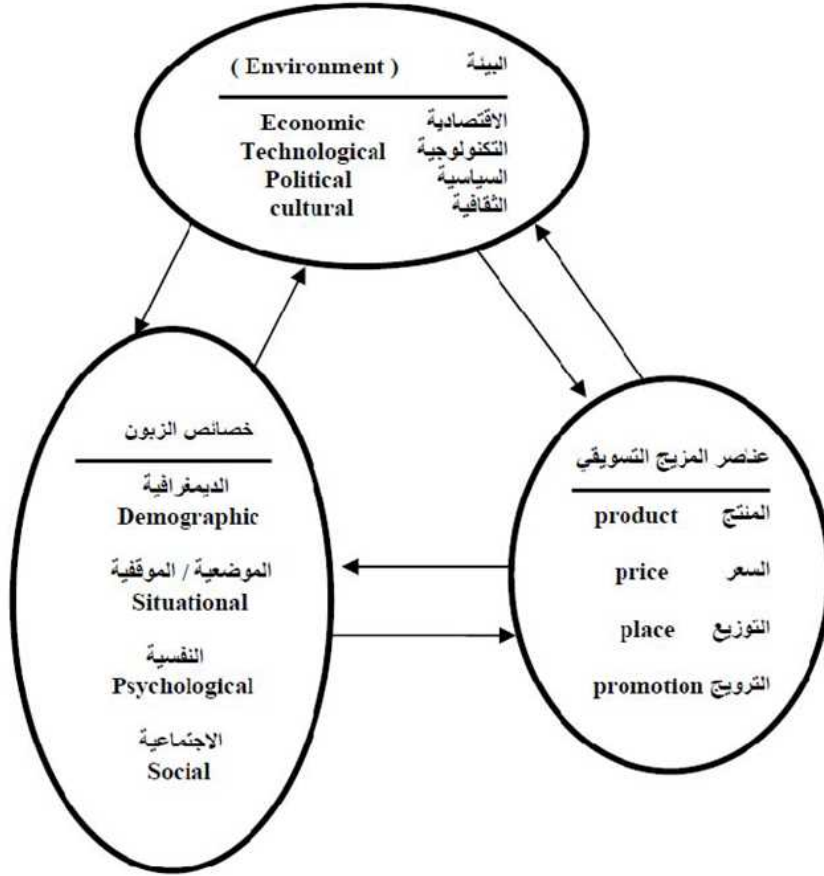 البيئة ( Environment )
الاقتصادية Economic
التكنولوجية Technological
السياسية Political
الثقافية cultural
خصائص الزبون
الديمغرافية
Demographic
الموضعية / الموقفية
Situational
النفسية
Psychological
الاجتماعية
Social
عناصر المزيج التسويقي
المنتج product
السعر price
التوزيع place
الترويج promotion